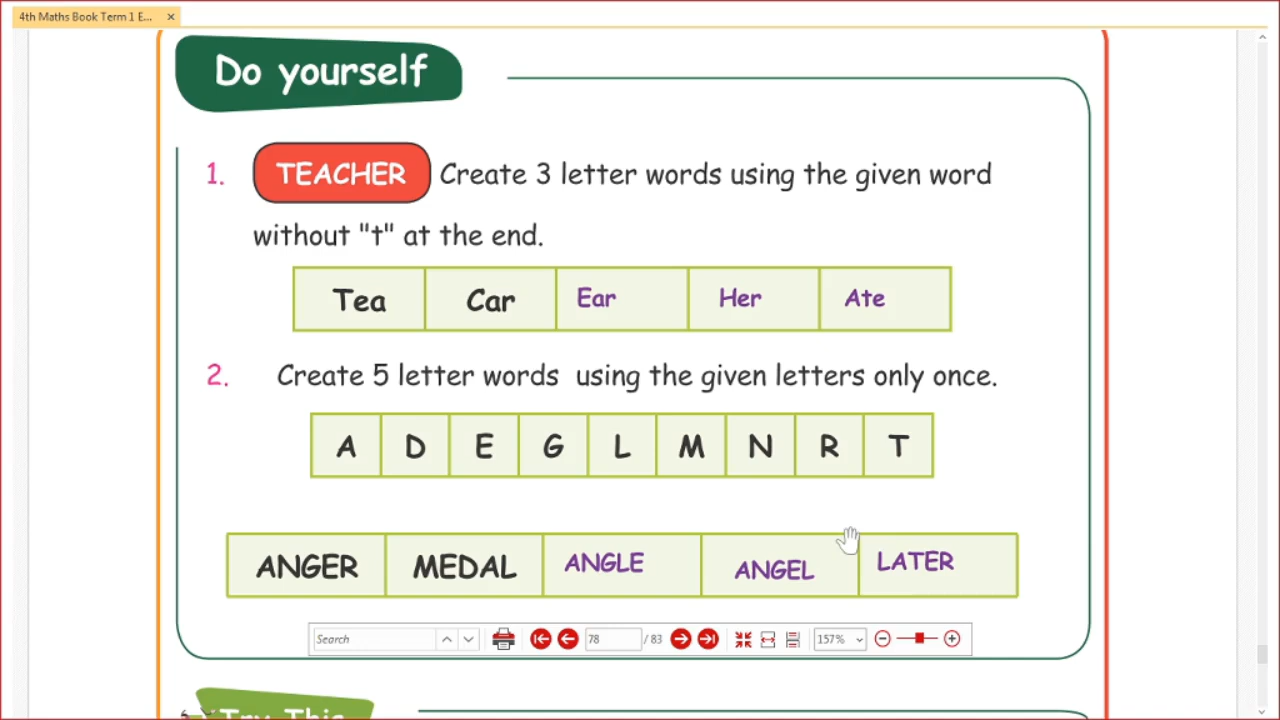 4th Maths Book Term 1 E... ×
Do yourself
1. TEACHER Create 3 letter words using the given word
without "t" at the end.
Tea Car Ear Her Ate
2. Create 5 letter words using the given letters only once.
A D E G L M N R T
ANGER MEDAL ANGLE ANGEL LATER
Search 78 / 83 157%
Try This